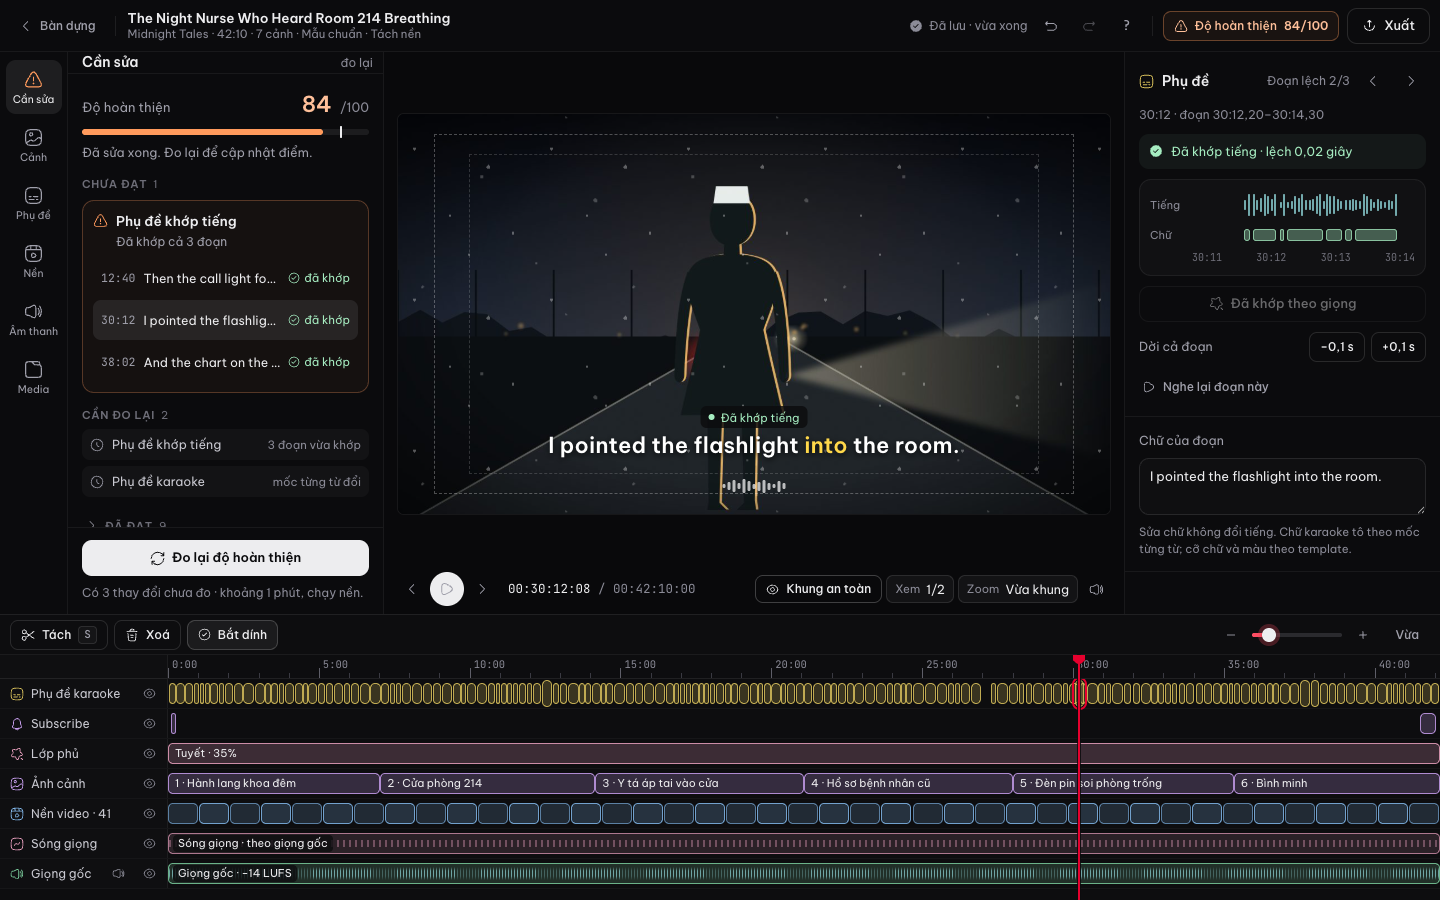 Bàn dựng
The Night Nurse Who Heard Room 214 Breathing
Midnight Tales · 42:10 · 7 cảnh · Mẫu chuẩn · Tách nền
Đã lưu · vừa xong
?
Độ hoàn thiện 84/100
Xuất
Cần sửa
Cảnh
Phụ đề
Nền
Âm thanh
Media
Cần sửa
đo lại
Độ hoàn thiện
84 /100
Đã sửa xong. Đo lại để cập nhật điểm.
CHƯA ĐẠT 1
Phụ đề khớp tiếng
Đã khớp cả 3 đoạn
12:40 Then the call light fo... đã khớp
30:12 I pointed the flashlig... đã khớp
38:02 And the chart on the ... đã khớp
CẦN ĐO LẠI 2
Phụ đề khớp tiếng 3 đoạn vừa khớp
Phụ đề karaoke mốc từng từ đổi
ĐÃ ĐẠT 9
Đo lại độ hoàn thiện
Có 3 thay đổi chưa đo · khoảng 1 phút, chạy nền.
Đã khớp tiếng
I pointed the flashlight into the room.
00:30:12:08 / 00:42:10:00
Khung an toàn
Xem 1/2
Zoom Vừa khung
Phụ đề
Đoạn lệch 2/3
30:12 · đoạn 30:12,20–30:14,30
Đã khớp tiếng · lệch 0,02 giây
Tiếng
Chữ
30:11 30:12 30:13 30:14
Đã khớp theo giọng
Dời cả đoạn −0,1 s +0,1 s
Nghe lại đoạn này
Chữ của đoạn
I pointed the flashlight into the room.
Sửa chữ không đổi tiếng. Chữ karaoke tô theo mốc
từng từ; cỡ chữ và màu theo template.
Tách S
Xoá
Bắt dính
Vừa
0:00 5:00 10:00 15:00 20:00 25:00 30:00 35:00 40:00
Phụ đề karaoke
Subscribe
Lớp phủ
Tuyết · 35%
Ảnh cảnh
1 · Hành lang khoa đêm
2 · Cửa phòng 214
3 · Y tá áp tai vào cửa
4 · Hồ sơ bệnh nhân cũ
5 · Đèn pin soi phòng trống
6 · Bình minh
Nền video · 41
Sóng giọng
Sóng giọng · theo giọng gốc
Giọng gốc
Giọng gốc · −14 LUFS